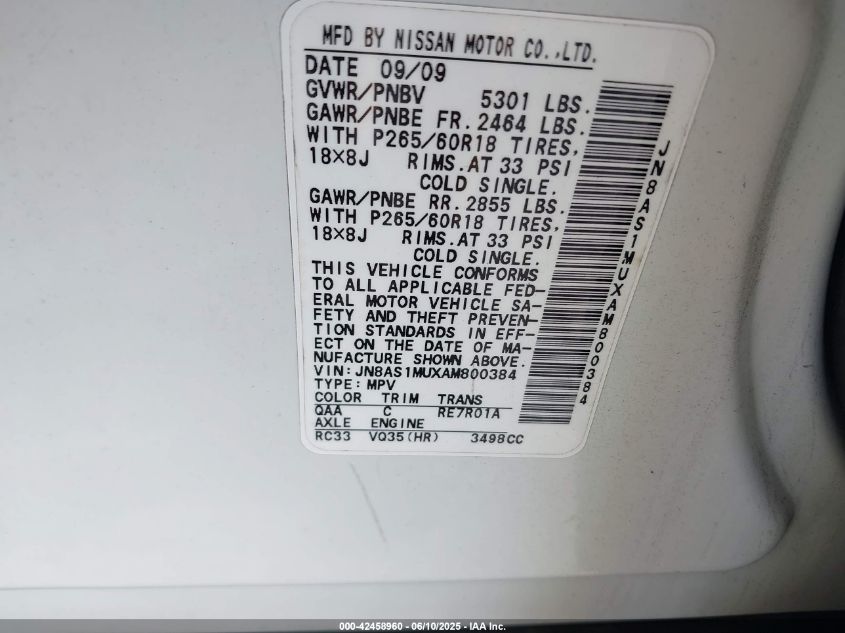 MFD BY NISSAN MOTOR CO.,LTD.
DATE 09/09
GVWR/PNBV 5301 LBS.
GAWR/PNBE FR. 2464 LBS.
WITH P265/60R18 TIRES,
18×8J RIMS. AT 33 PSI
COLD SINGLE.
GAWR/PNBE RR. 2855 LBS.
WITH P265/60R18 TIRES,
18×8J RIMS. AT 33 PSI
COLD SINGLE.
THIS VEHICLE CONFORMS
TO ALL APPLICABLE FED-
ERAL MOTOR VEHICLE SA-
FETY AND THEFT PREVEN-
TION STANDARDS IN EFF-
ECT ON THE DATE OF MA-
NUFACTURE SHOWN ABOVE.
VIN: JN8AS1MUXAM800384
TYPE: MPV
COLOR TRIM TRANS
QAA C RE7R01A
AXLE ENGINE
RC33 VQ35(HR) 3498CC
JN8AS1MUXAM800384
000-42458960 - 06/10/2025 - IAA Inc.